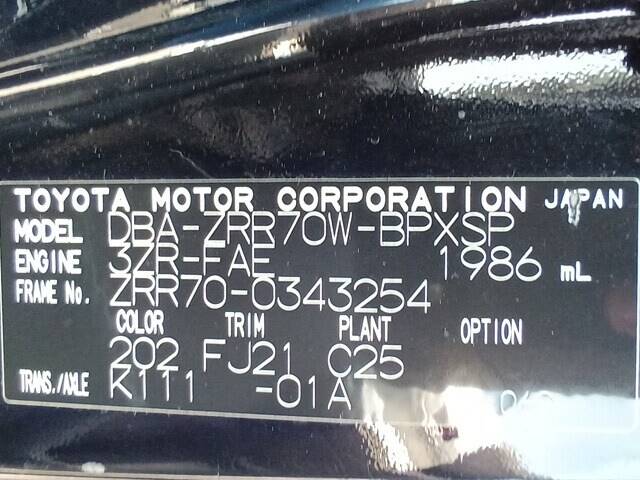 TOYOTA MOTOR CORPORATION JAPAN
MODEL DBA-ZRR70W-BPXSP
ENGINE 3ZR-FAE 1986 mL
FRAME No. ZRR70-0343254
COLOR TRIM PLANT OPTION
202 FJ21 C25
TRANS./AXLE K111 -01A